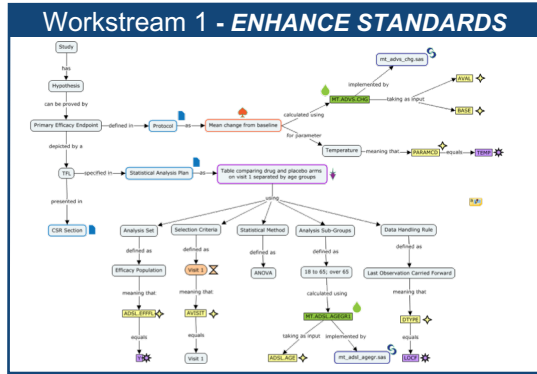 Workstream 1 - ENHANCE STANDARDS
Study
has
Hypothesis
can be proved by
Primary Efficacy Endpoint
defined in
Protocol
as
Mean change from baseline
calculated using
MT.ADVS.CHG
implemented by
mt_advs_chg.sas
taking as input
AVAL
BASE
for parameter
Temperature
meaning that
PARAMCD
equals
TEMP
depicted by a
TFL
specified in
Statistical Analysis Plan
as
Table comparing drug and placebo arms
on visit 1 separated by age groups
presented in
CSR Section
using
Analysis Set
defined as
Efficacy Population
meaning that
ADSL.EFFFL
equals
Selection Criteria
defined as
Visit 1
meaning that
AVISIT
equals
Visit 1
Statistical Method
defined as
ANOVA
Analysis Sub-Groups
defined as
18 to 65; over 65
calculated using
MT.ADSL.AGEGR1
taking as input
ADSL.AGE
implemented by
mt_adsl_agegr.sas
Data Handling Rule
defined as
Last Observation Carried Forward
meaning that
DTYPE
equals
LOCF